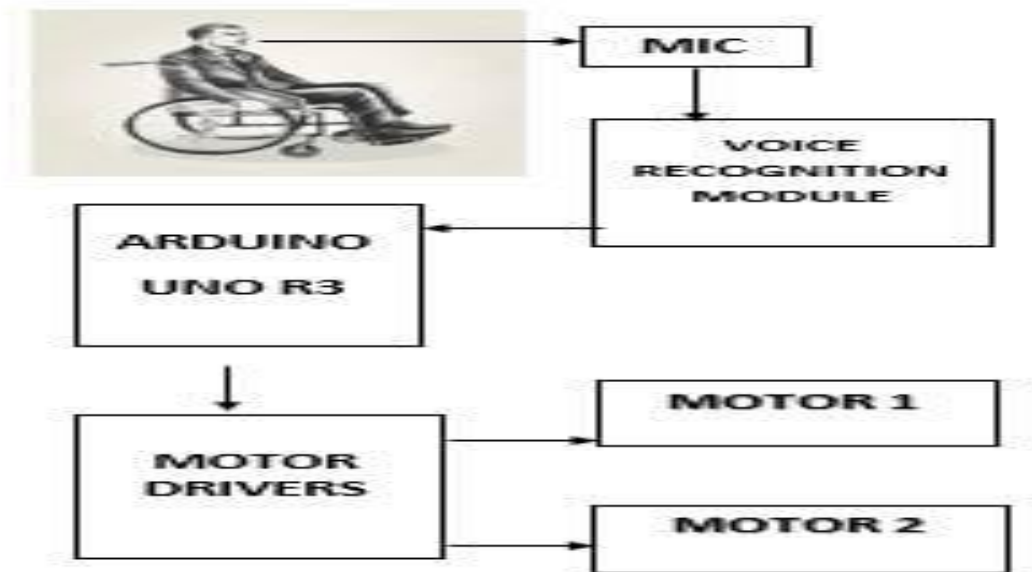 MIC
VOICE
RECOGNITION
MODULE
ARDUINO
UNO R3
MOTOR
DRIVERS
MOTOR 1
MOTOR 2